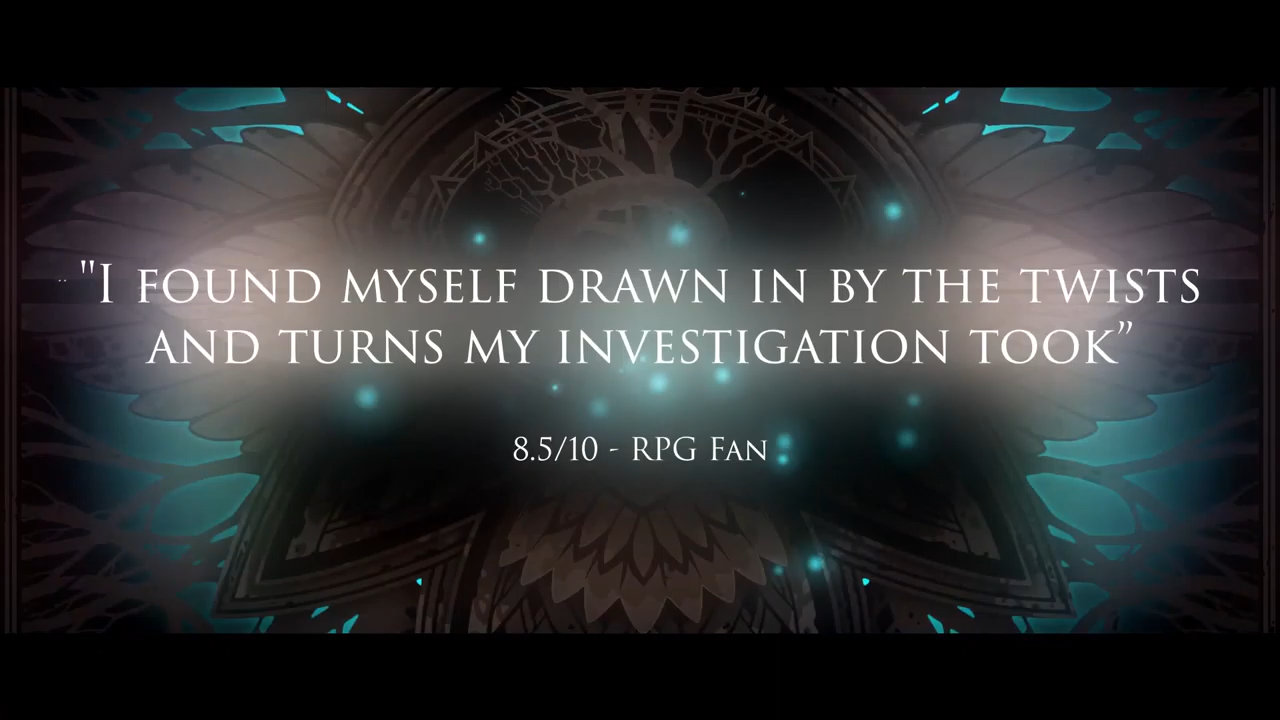 "I FOUND MYSELF DRAWN IN BY THE TWISTS
AND TURNS MY INVESTIGATION TOOK”
8.5/10 - RPG FAN